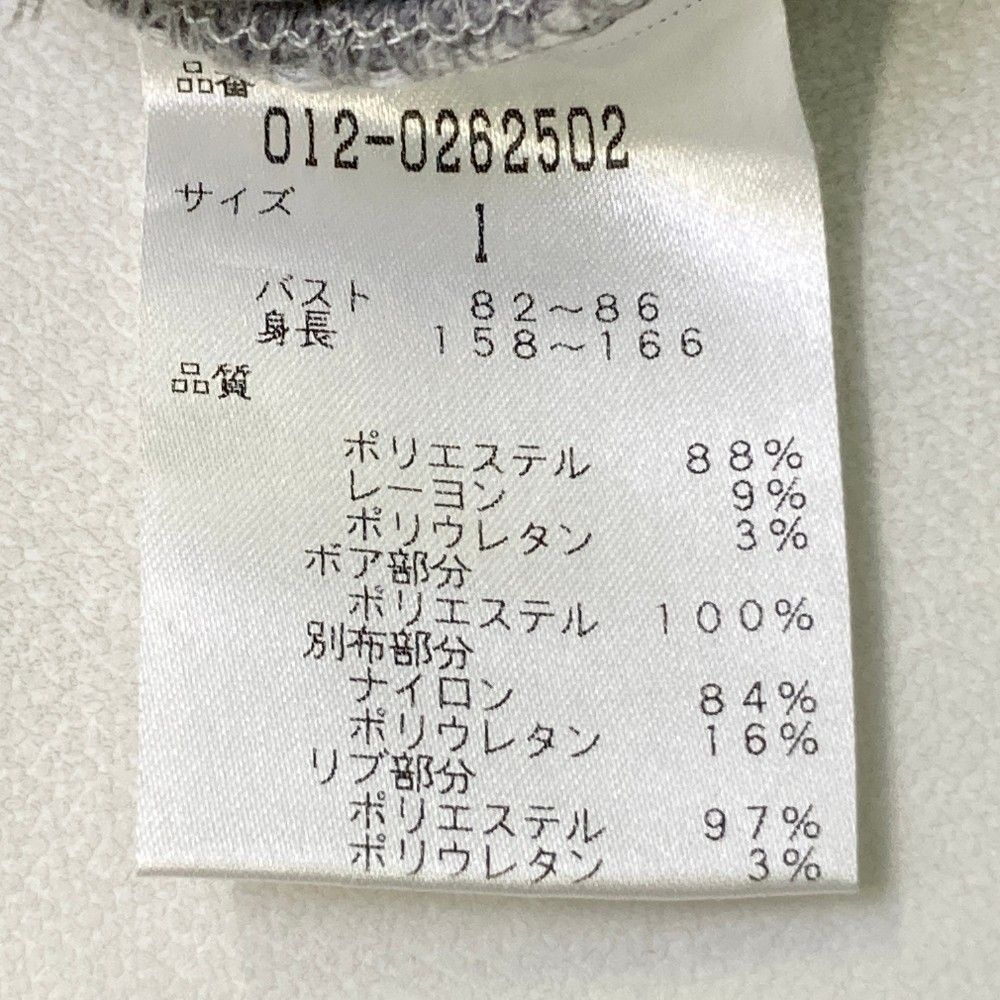 品番
012-0262502
サイズ
1
バスト 82～86
身長 158～166
品質
ポリエステル 88%
レーヨン 9%
ポリウレタン 3%
ボア部分
ポリエステル 100%
別布部分
ナイロン 84%
ポリウレタン 16%
リブ部分
ポリエステル 97%
ポリウレタン 3%